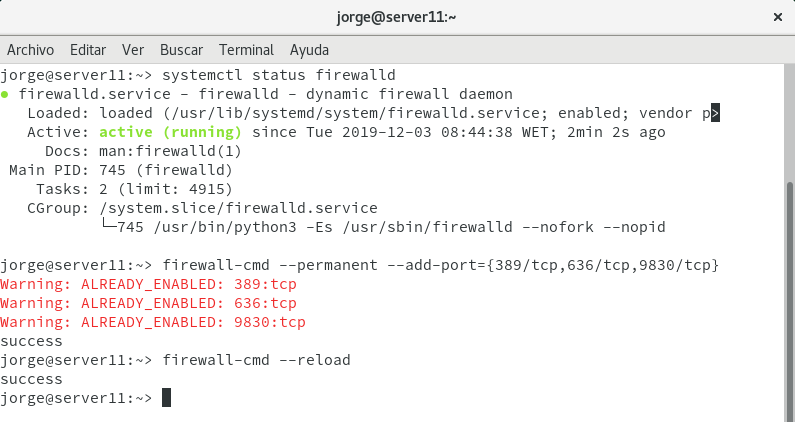 jorge@server11:~
×
Archivo Editar Ver Buscar Terminal Ayuda
jorge@server11:~> systemctl status firewalld
● firewalld.service - firewalld - dynamic firewall daemon
Loaded: loaded (/usr/lib/systemd/system/firewalld.service; enabled; vendor p>
Active: active (running) since Tue 2019-12-03 08:44:38 WET; 2min 2s ago
Docs: man:firewalld(1)
Main PID: 745 (firewalld)
Tasks: 2 (limit: 4915)
CGroup: /system.slice/firewalld.service
└─745 /usr/bin/python3 -Es /usr/sbin/firewalld --nofork --nopid
jorge@server11:~> firewall-cmd --permanent --add-port={389/tcp,636/tcp,9830/tcp}
Warning: ALREADY_ENABLED: 389:tcp
Warning: ALREADY_ENABLED: 636:tcp
Warning: ALREADY_ENABLED: 9830:tcp
success
jorge@server11:~> firewall-cmd --reload
success
jorge@server11:~>